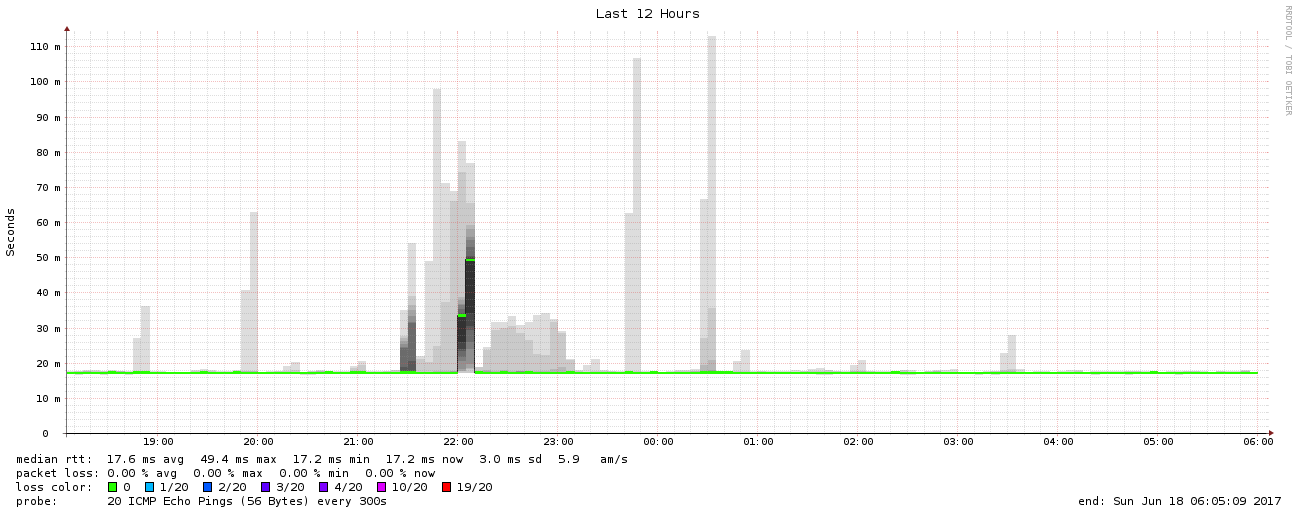 Last 12 Hours
RRDTOOL / TOBI OETIKER
Seconds
110 m
100 m
90 m
80 m
70 m
60 m
50 m
40 m
30 m
20 m
10 m
0
19:00 20:00 21:00 22:00 23:00 00:00 01:00 02:00 03:00 04:00 05:00 06:00
median rtt: 17.6 ms avg 49.4 ms max 17.2 ms min 17.2 ms now 3.0 ms sd 5.9 am/s
packet loss: 0.00 % avg 0.00 % max 0.00 % min 0.00 % now
loss color: 0 1/20 2/20 3/20 4/20 10/20 19/20
probe: 20 ICMP Echo Pings (56 Bytes) every 300s end: Sun Jun 18 06:05:09 2017